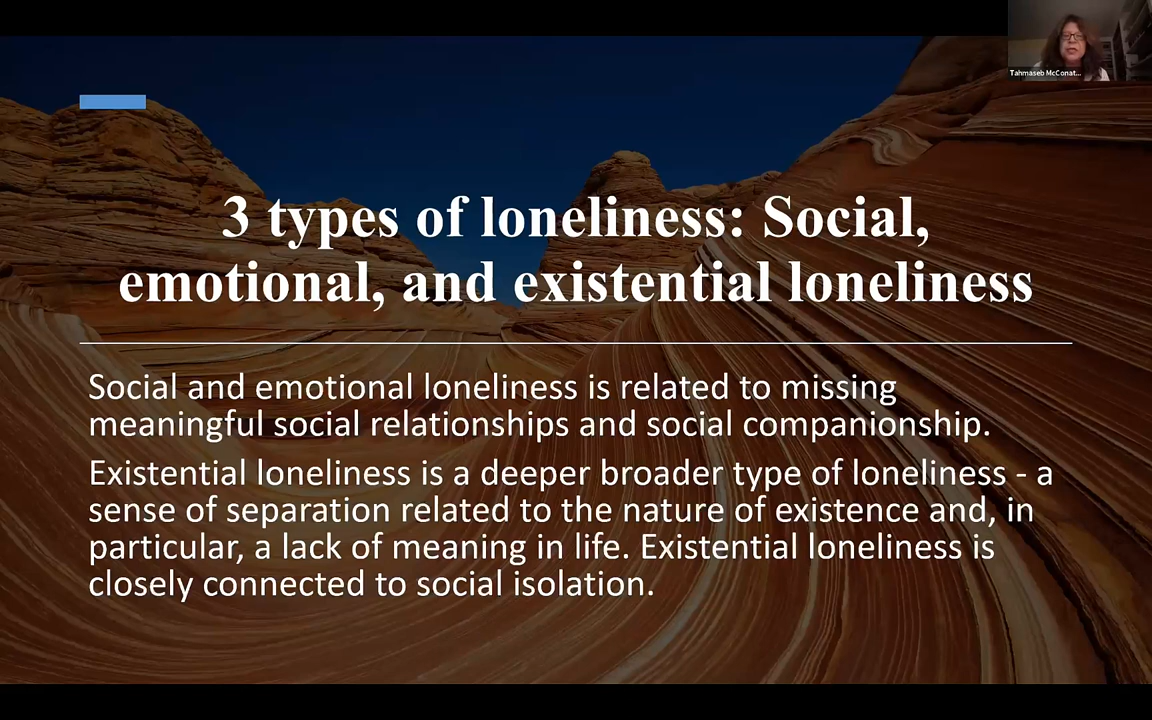 Tahmaseb McConat...
3 types of loneliness: Social,
emotional, and existential loneliness
Social and emotional loneliness is related to missing
meaningful social relationships and social companionship.
Existential loneliness is a deeper broader type of loneliness - a
sense of separation related to the nature of existence and, in
particular, a lack of meaning in life. Existential loneliness is
closely connected to social isolation.